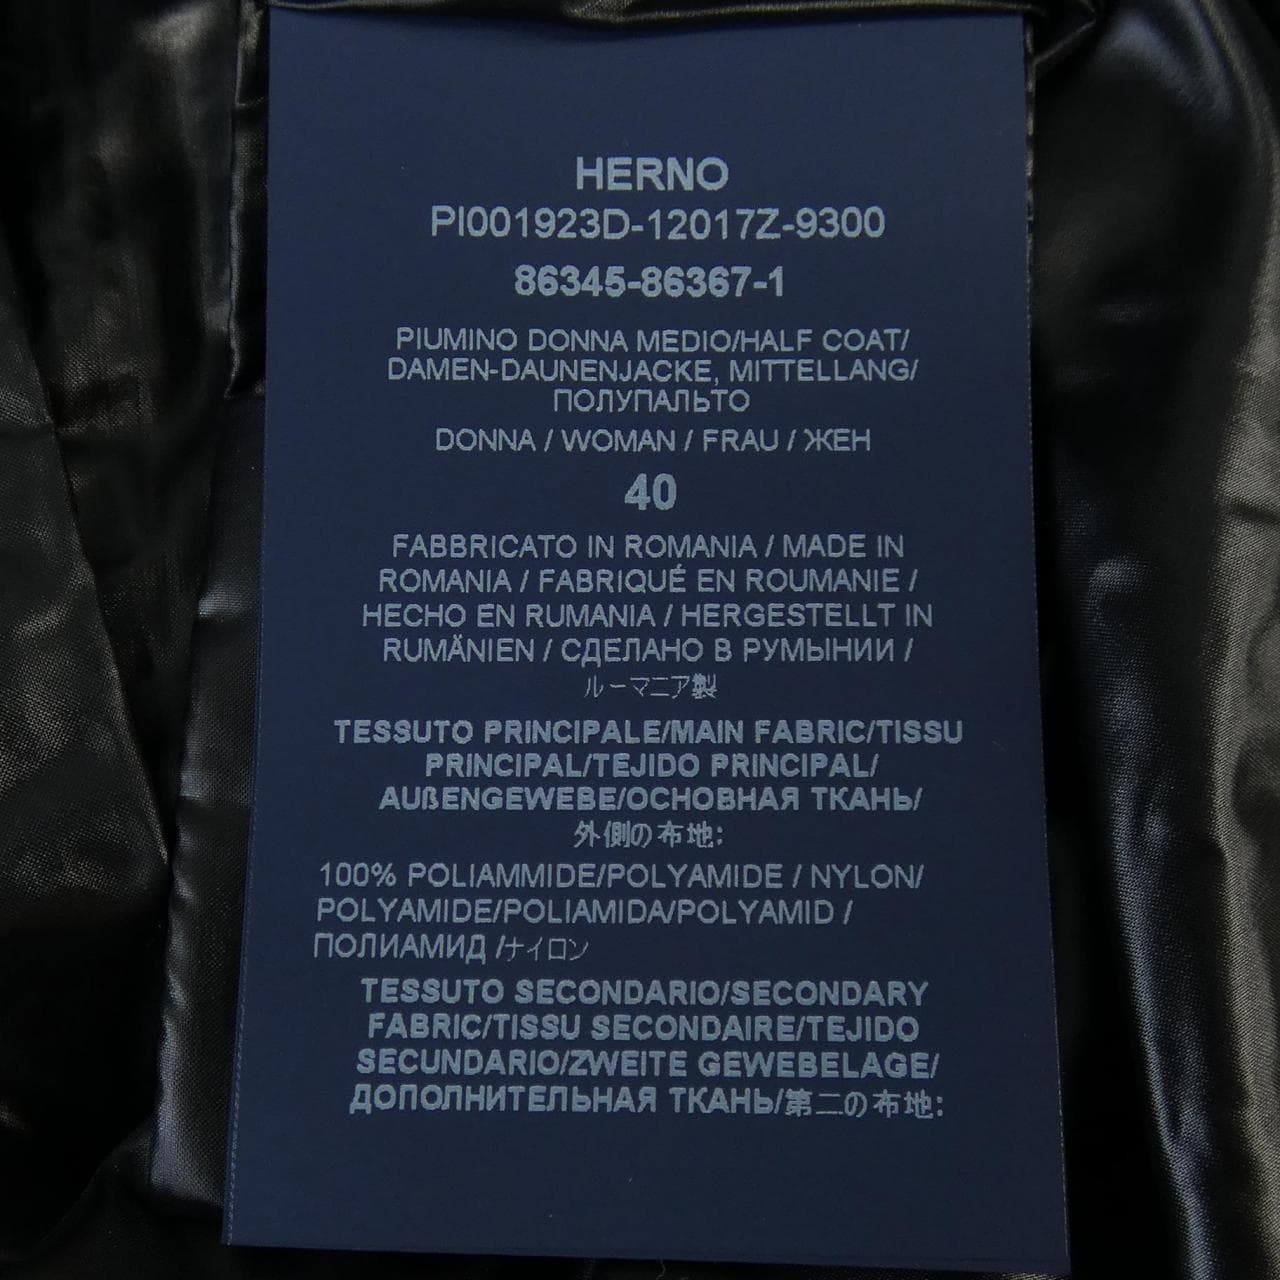 HERNO
PI001923D-12017Z-9300
86345-86367-1
PIUMINO DONNA MEDIO/HALF COAT/
DAMEN-DAUNENJACKE, MITTELLANG/
ПОЛУПАЛЬТО
DONNA / WOMAN / FRAU / ЖЕН
40
FABBRICATO IN ROMANIA / MADE IN
ROMANIA / FABRIQUÉ EN ROUMANIE /
HECHO EN RUMANIA / HERGESTELLT IN
RUMÄNIEN / СДЕЛАНО В РУМЫНИИ /
ルーマニア製
TESSUTO PRINCIPALE/MAIN FABRIC/TISSU
PRINCIPAL/TEJIDO PRINCIPAL/
AUßENGEWEBE/ОСНОВНАЯ ТКАНЬ/
外側の布地:
100% POLIAMMIDE/POLYAMIDE / NYLON/
POLYAMIDE/POLIAMIDA/POLYAMID /
ПОЛИАМИД /ナイロン
TESSUTO SECONDARIO/SECONDARY
FABRIC/TISSU SECONDAIRE/TEJIDO
SECUNDARIO/ZWEITE GEWEBELAGE/
ДОПОЛНИТЕЛЬНАЯ ТКАНЬ/第二の布地: